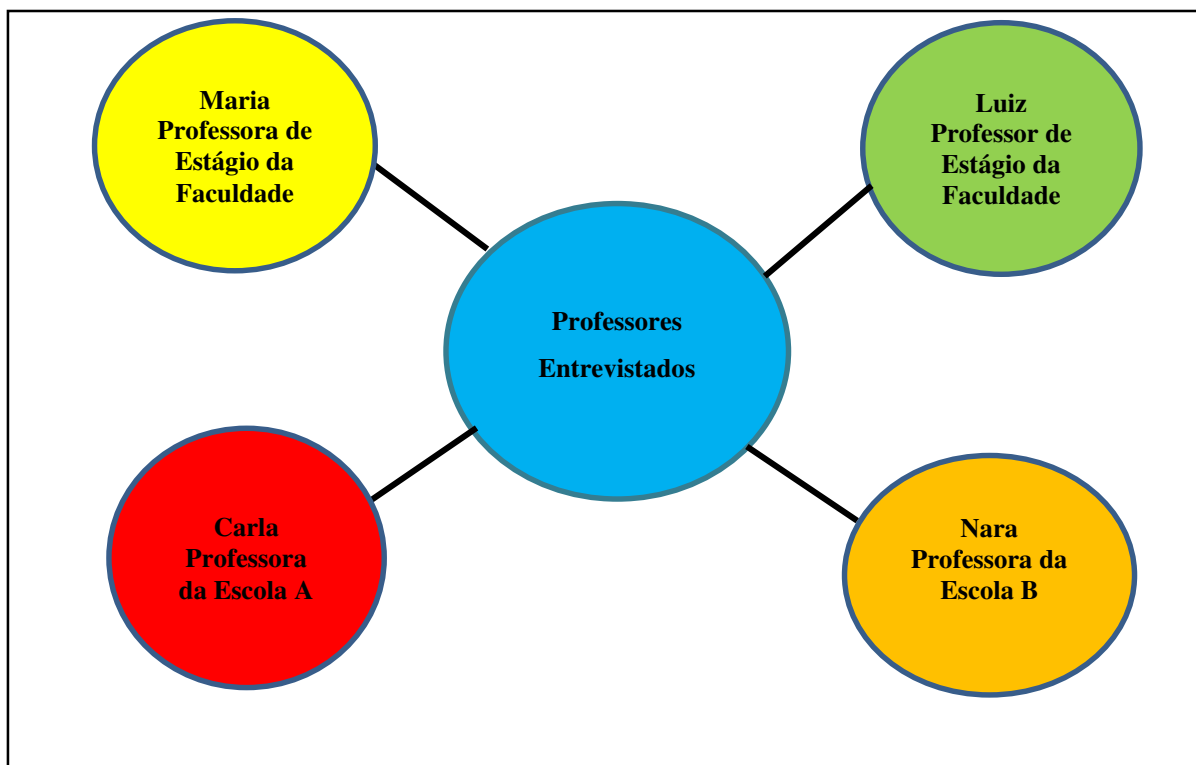 Maria
Professora de
Estágio da
Faculdade
Luiz
Professor de
Estágio da
Faculdade
Professores
Entrevistados
Carla
Professora
da Escola A
Nara
Professora da
Escola B